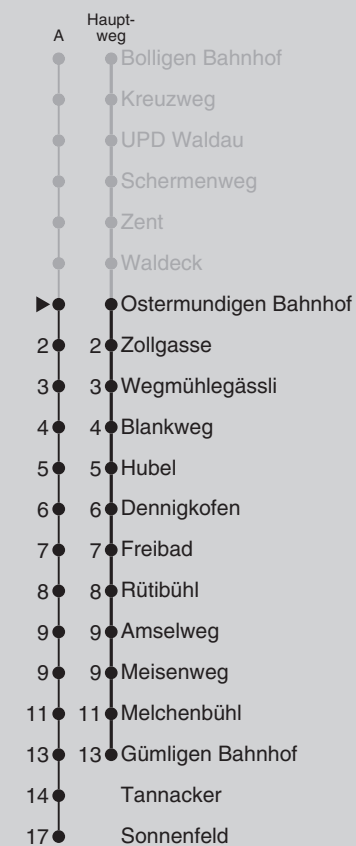 A Haupt-
weg
Bolligen Bahnhof
Kreuzweg
UPD Waldau
Schermenweg
Zent
Waldeck
Ostermundigen Bahnhof
2 2 Zollgasse
3 3 Wegmühlegässli
4 4 Blankweg
5 5 Hubel
6 6 Dennigkofen
7 7 Freibad
8 8 Rütibühl
9 9 Amselweg
9 9 Meisenweg
11 11 Melchenbühl
13 13 Gümligen Bahnhof
14 Tannacker
17 Sonnenfeld